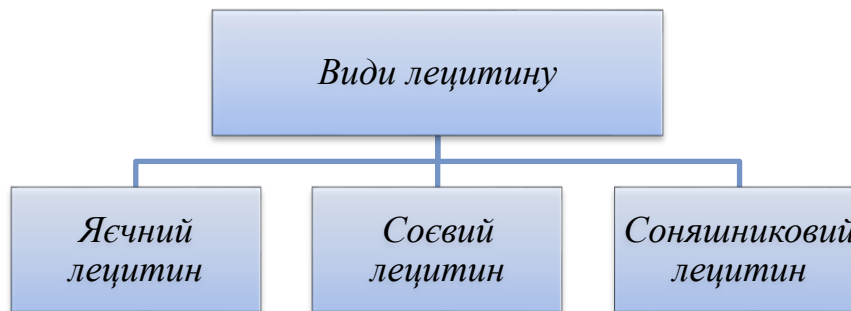 Види лецитину
Яєчний
лецитин
Соєвий
лецитин
Соняшниковий
лецитин